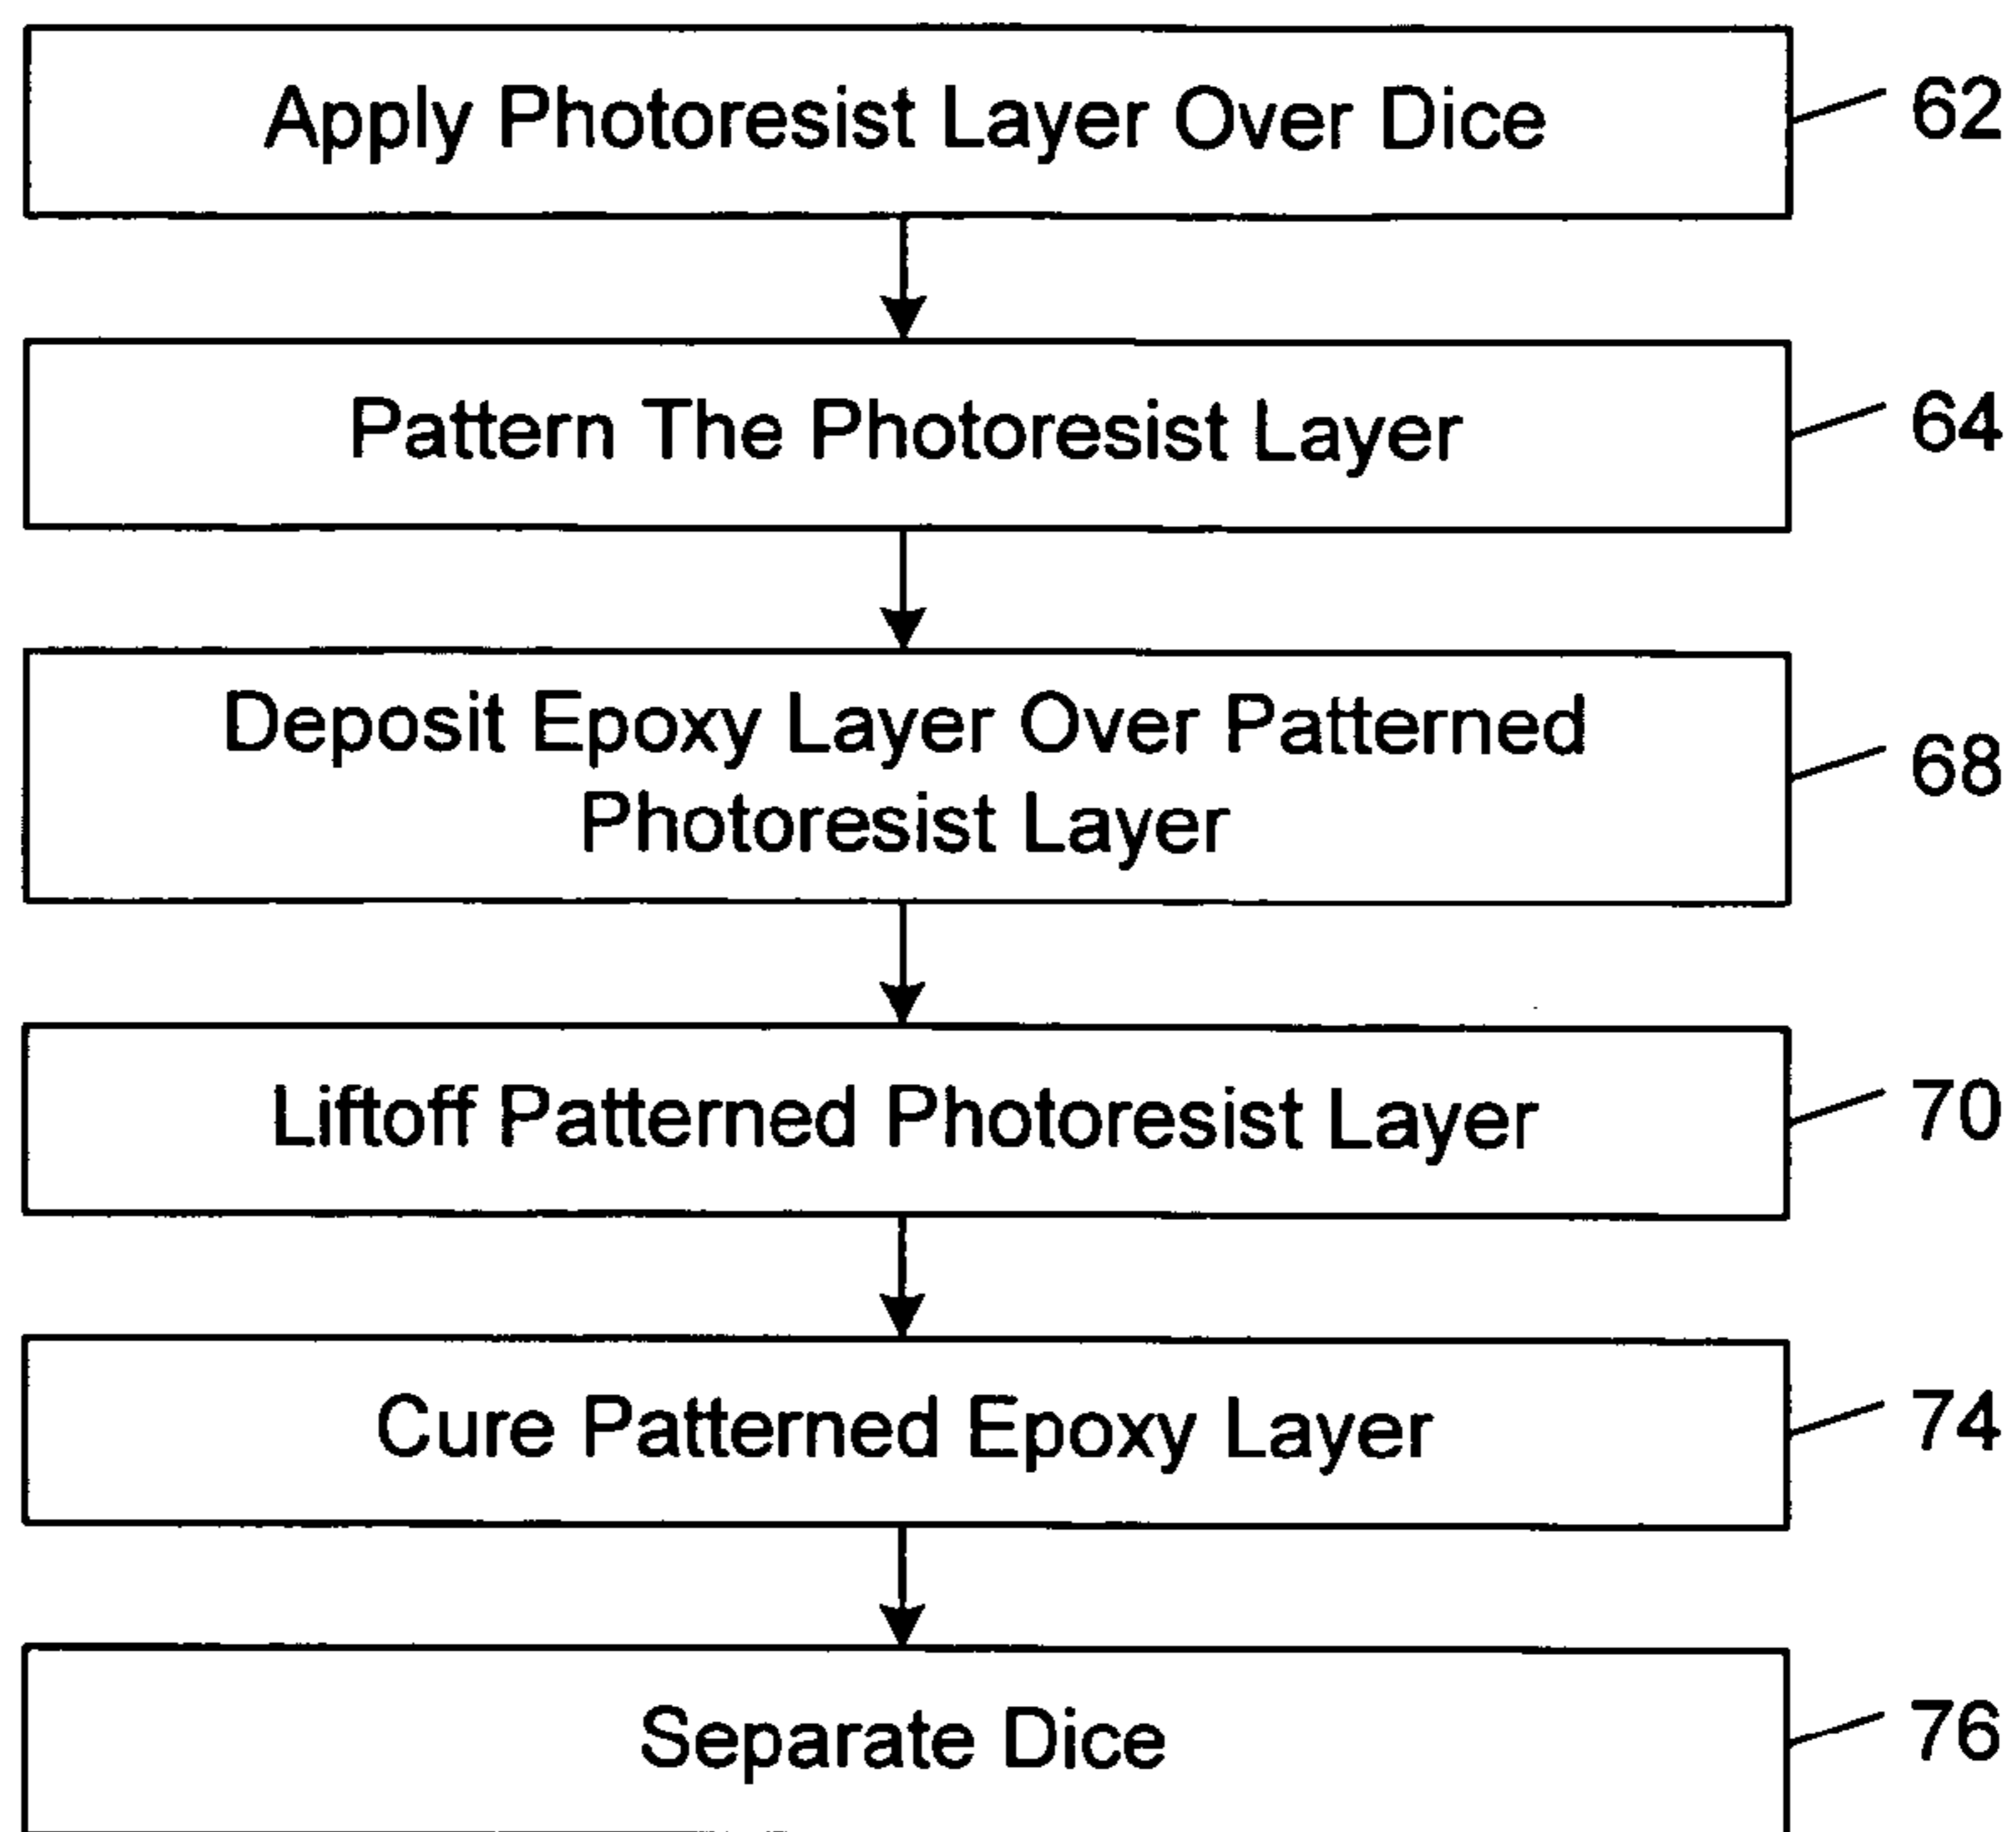 Apply Photoresist Layer Over Dice
62
Pattern The Photoresist Layer
64
Deposit Epoxy Layer Over Patterned
Photoresist Layer
68
Liftoff Patterned Photoresist Layer
70
Cure Patterned Epoxy Layer
74
Separate Dice
76